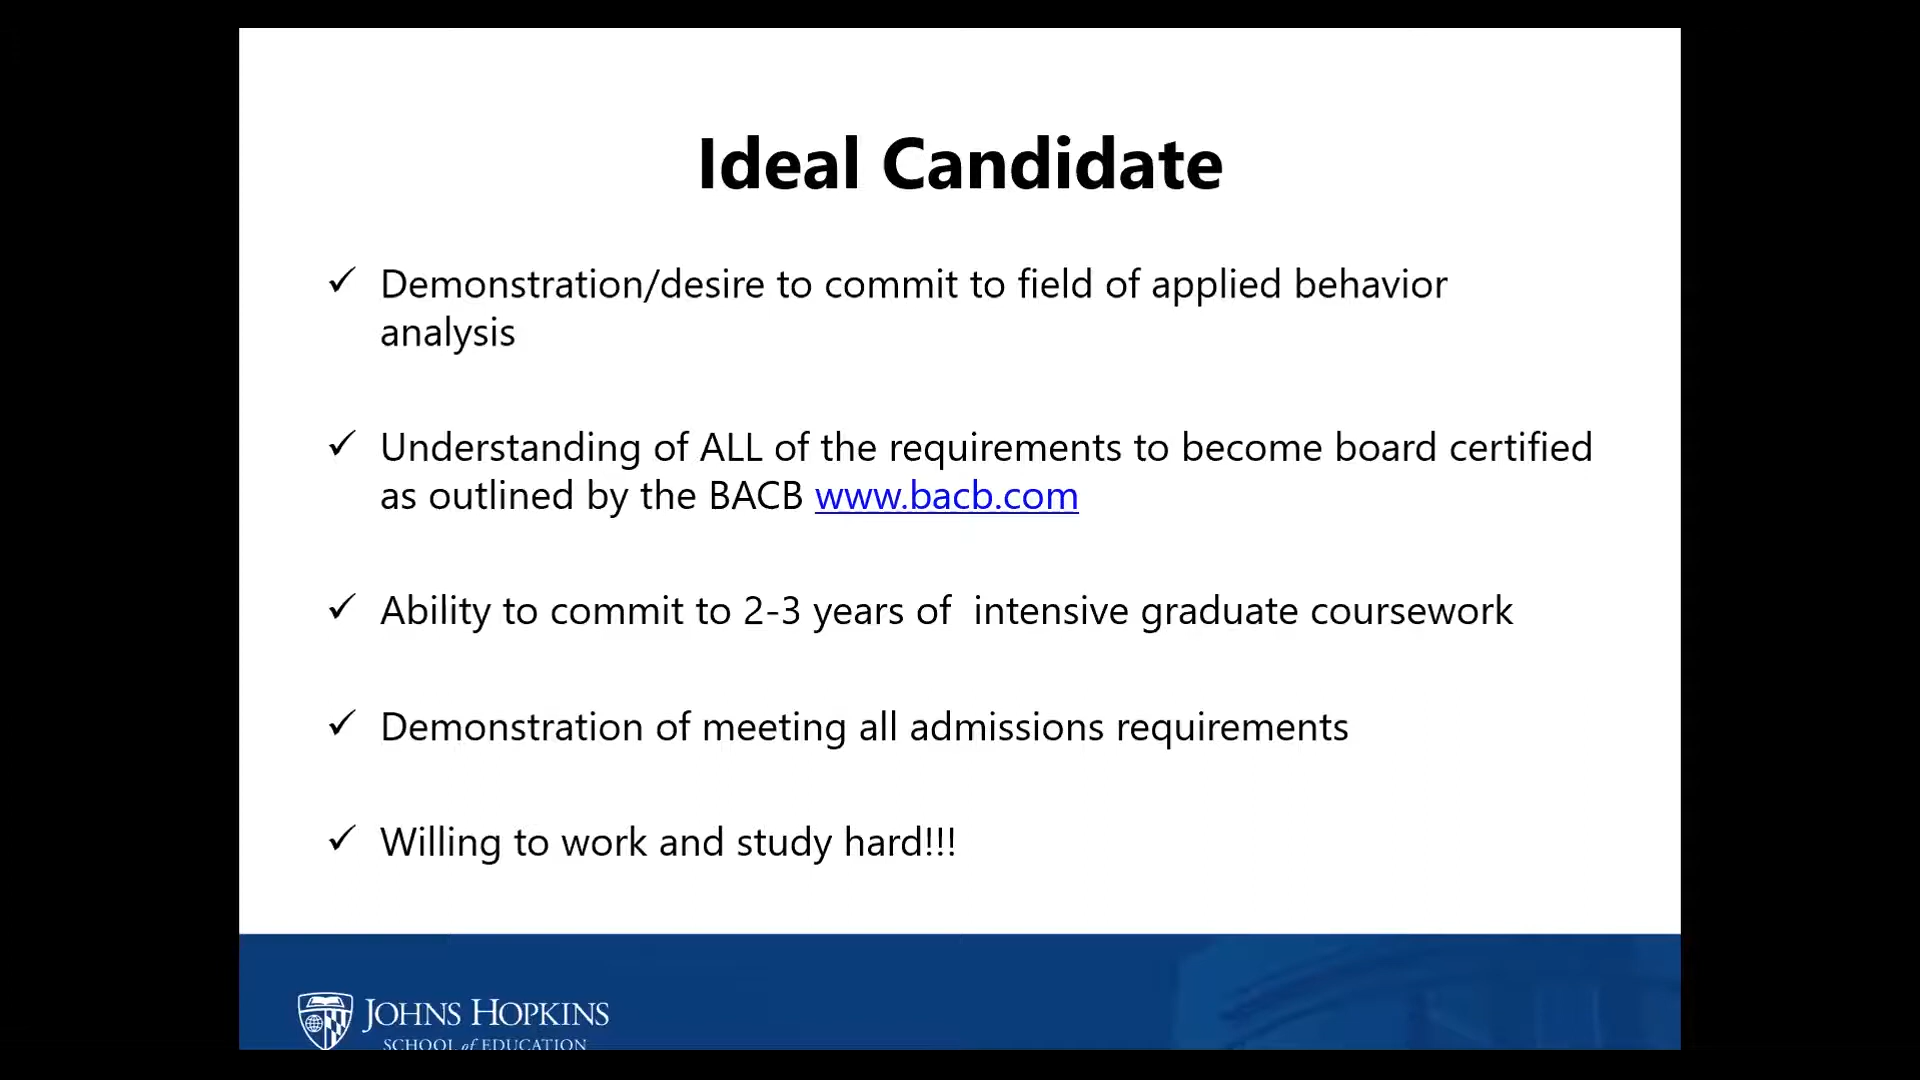 Ideal Candidate
✓ Demonstration/desire to commit to field of applied behavior
analysis
✓ Understanding of ALL of the requirements to become board certified
as outlined by the BACB www.bacb.com
✓ Ability to commit to 2-3 years of  intensive graduate coursework
✓ Demonstration of meeting all admissions requirements
✓ Willing to work and study hard!!!
JOHNS HOPKINS
SCHOOL of EDUCATION